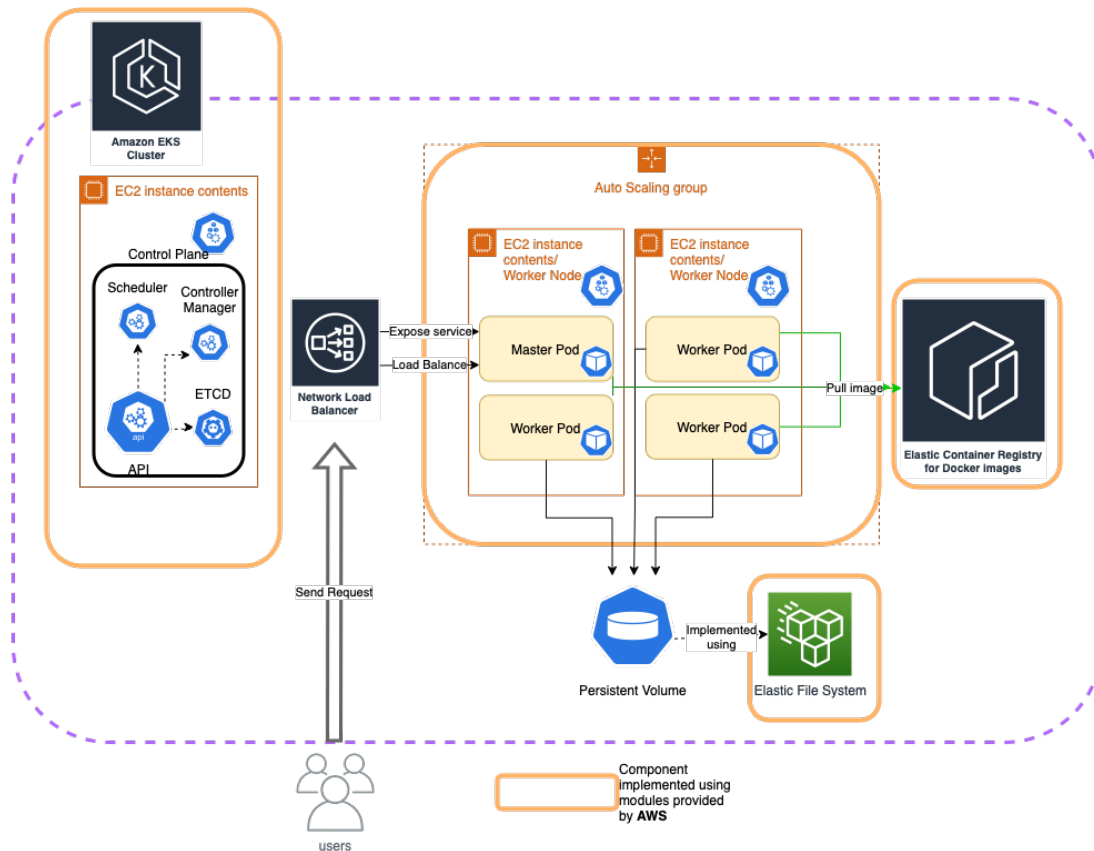 Amazon EKS
Cluster
EC2 instance contents
Control Plane
Scheduler
Controller
Manager
ETCD
api
API
Network Load
Balancer
Expose service
Load Balance
Send Request
users
Auto Scaling group
EC2 instance
contents/
Worker Node
Master Pod
Worker Pod
EC2 instance
contents/
Worker Node
Worker Pod
Worker Pod
Pull image
Elastic Container Registry
for Docker images
Persistent Volume
Implemented
using
Elastic File System
Component
implemented using
modules provided
by AWS